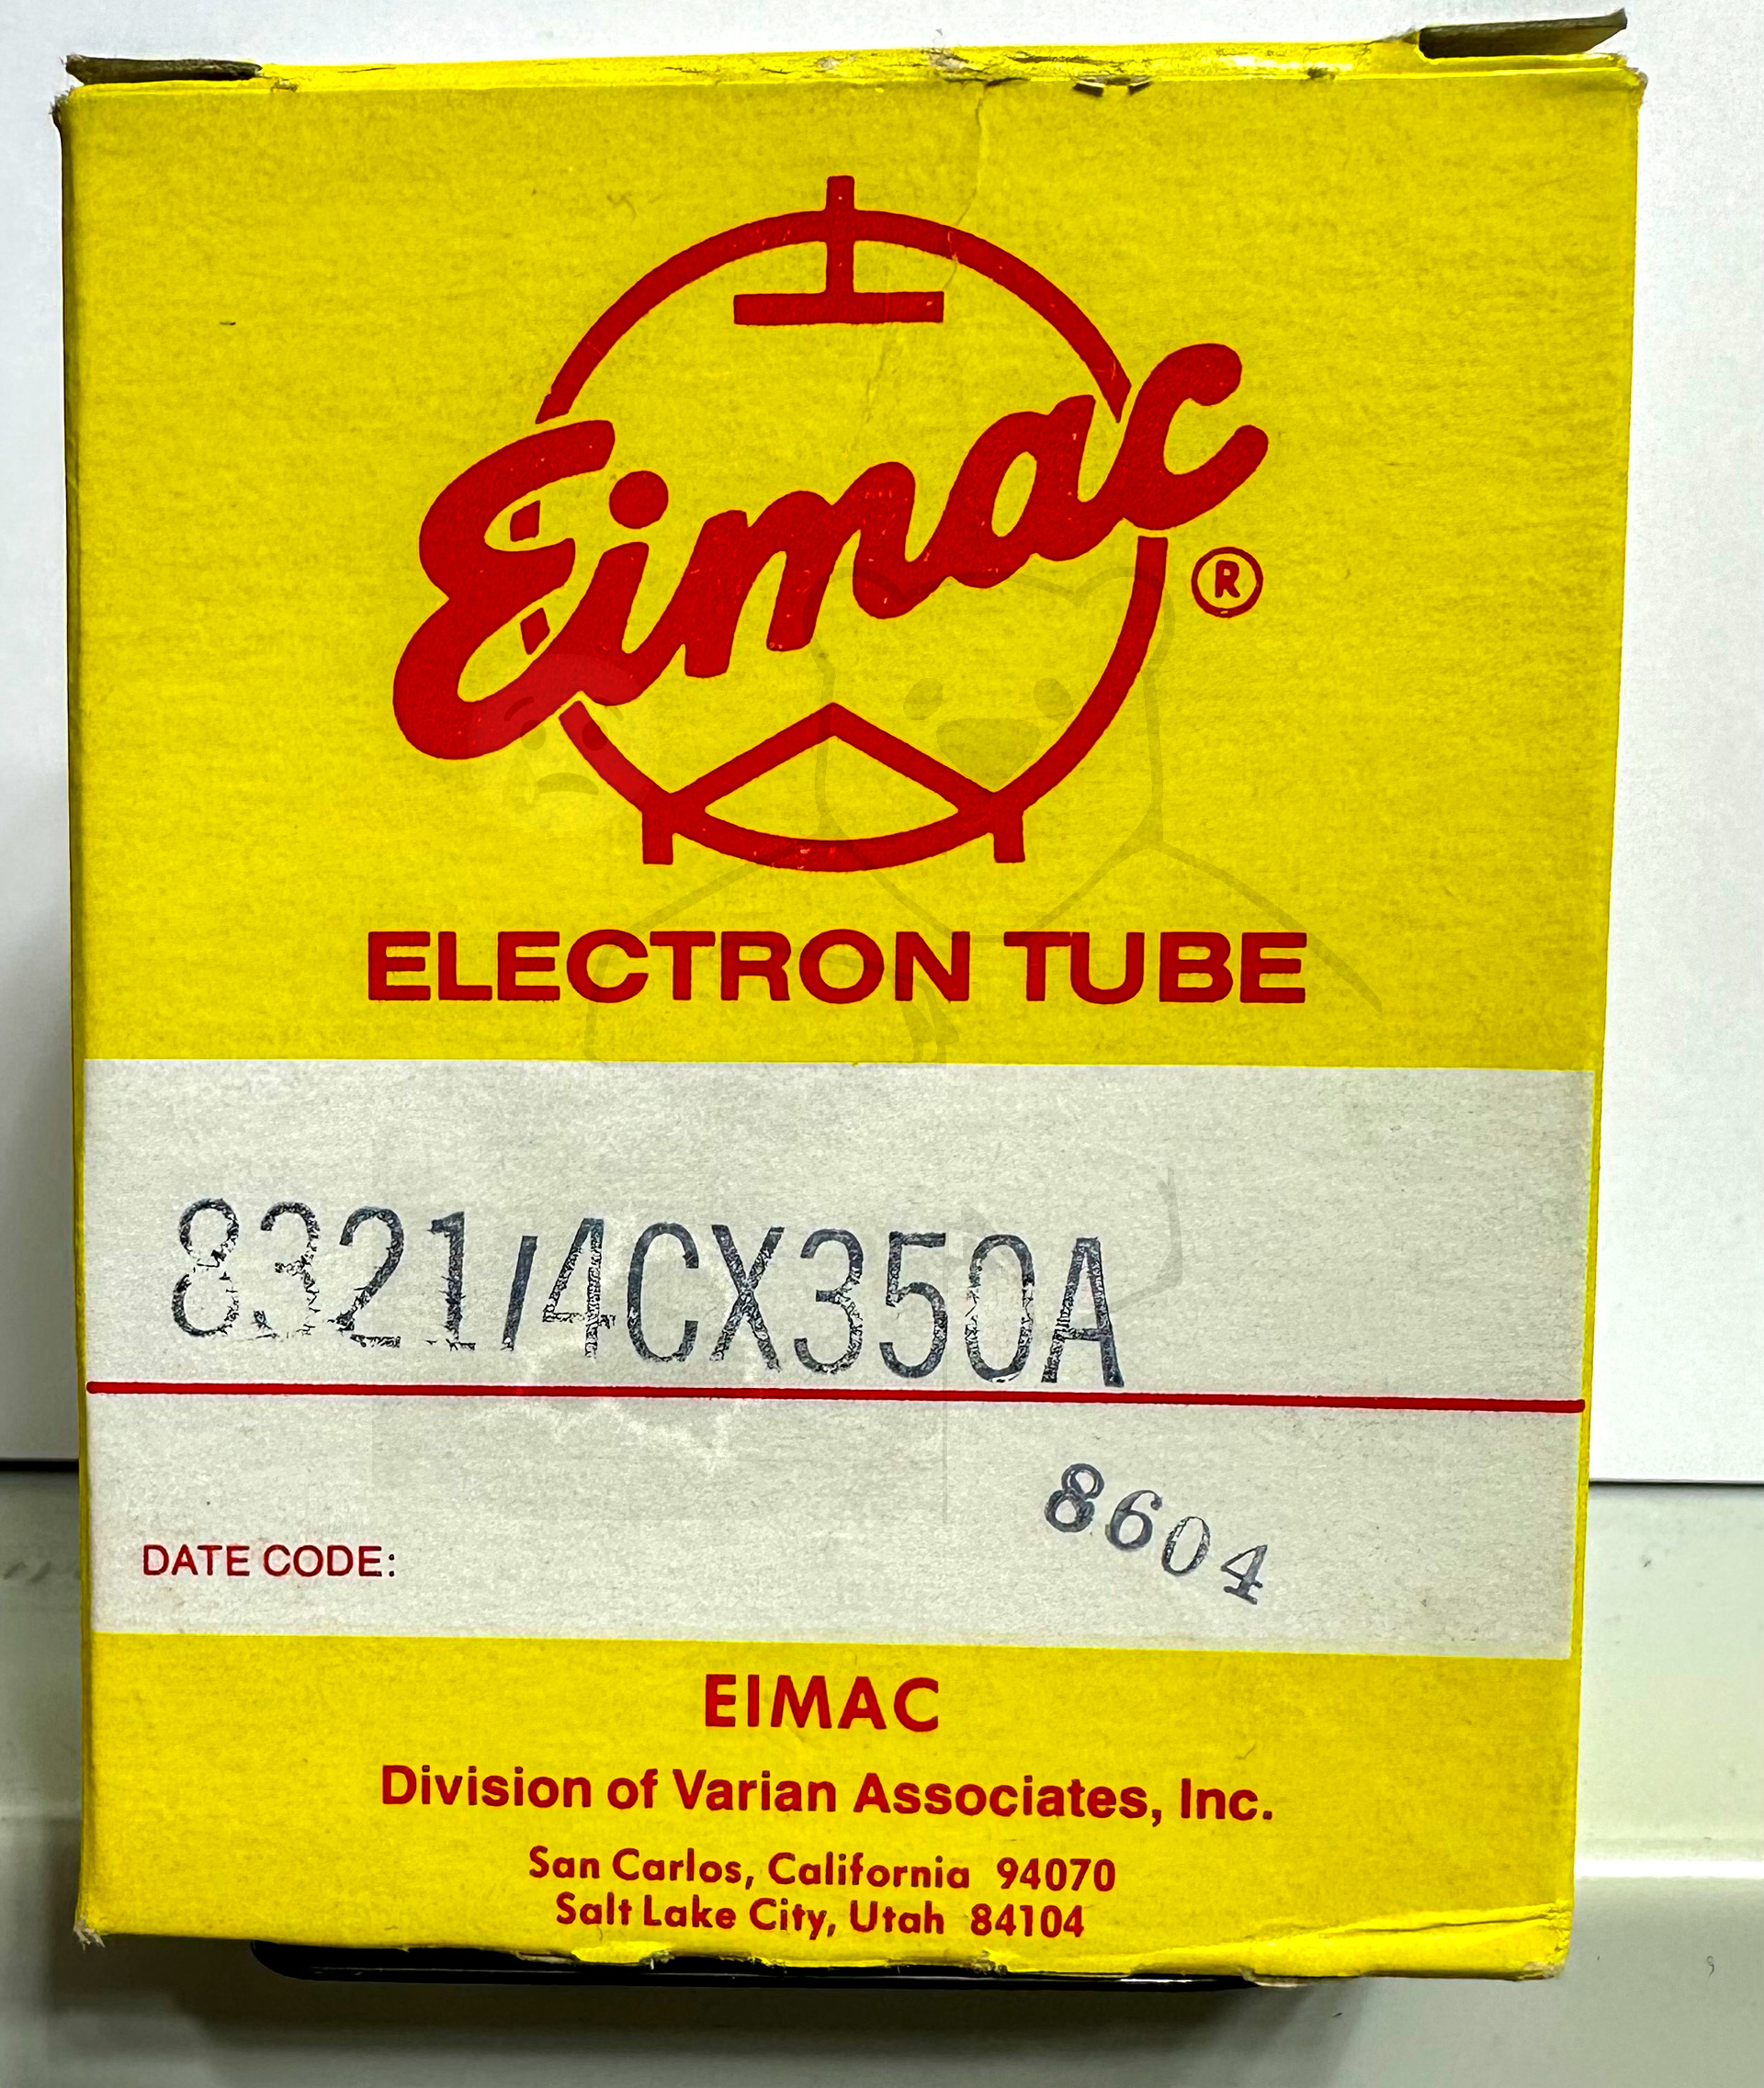 Eimac
®
ELECTRON TUBE
8321/4CX350A
8604
DATE CODE:
EIMAC
Division of Varian Associates, Inc.
San Carlos, California 94070
Salt Lake City, Utah 84104